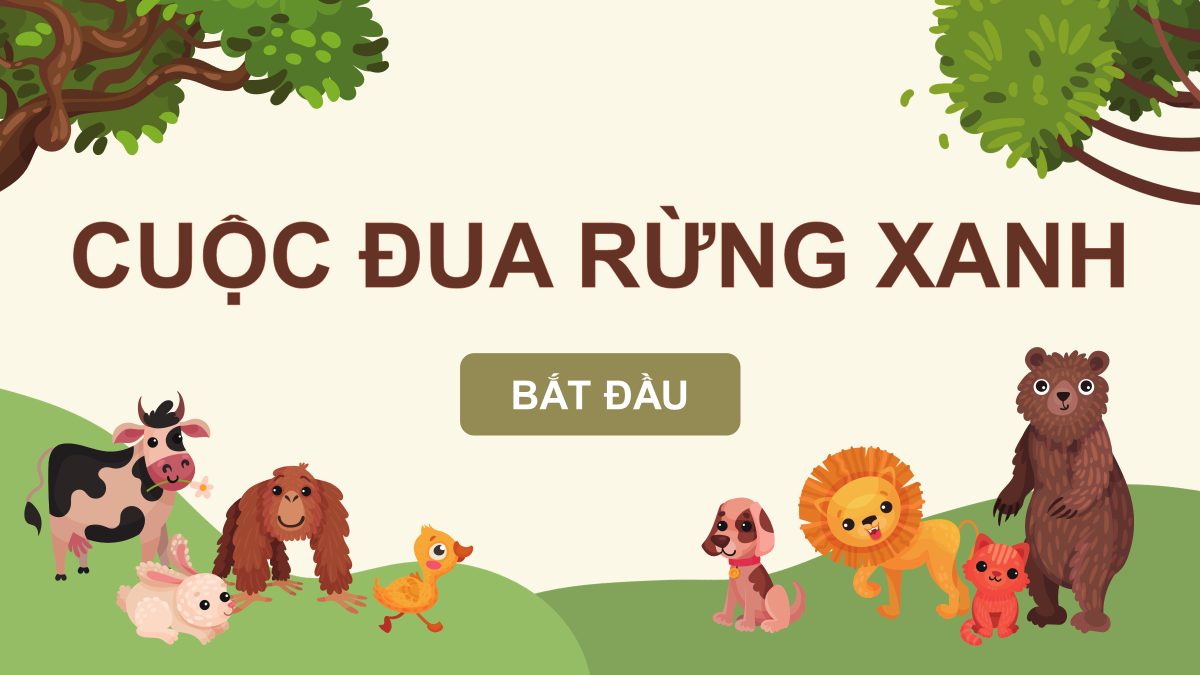 CUỘC ĐUA RỪNG XANH
BẮT ĐẦU